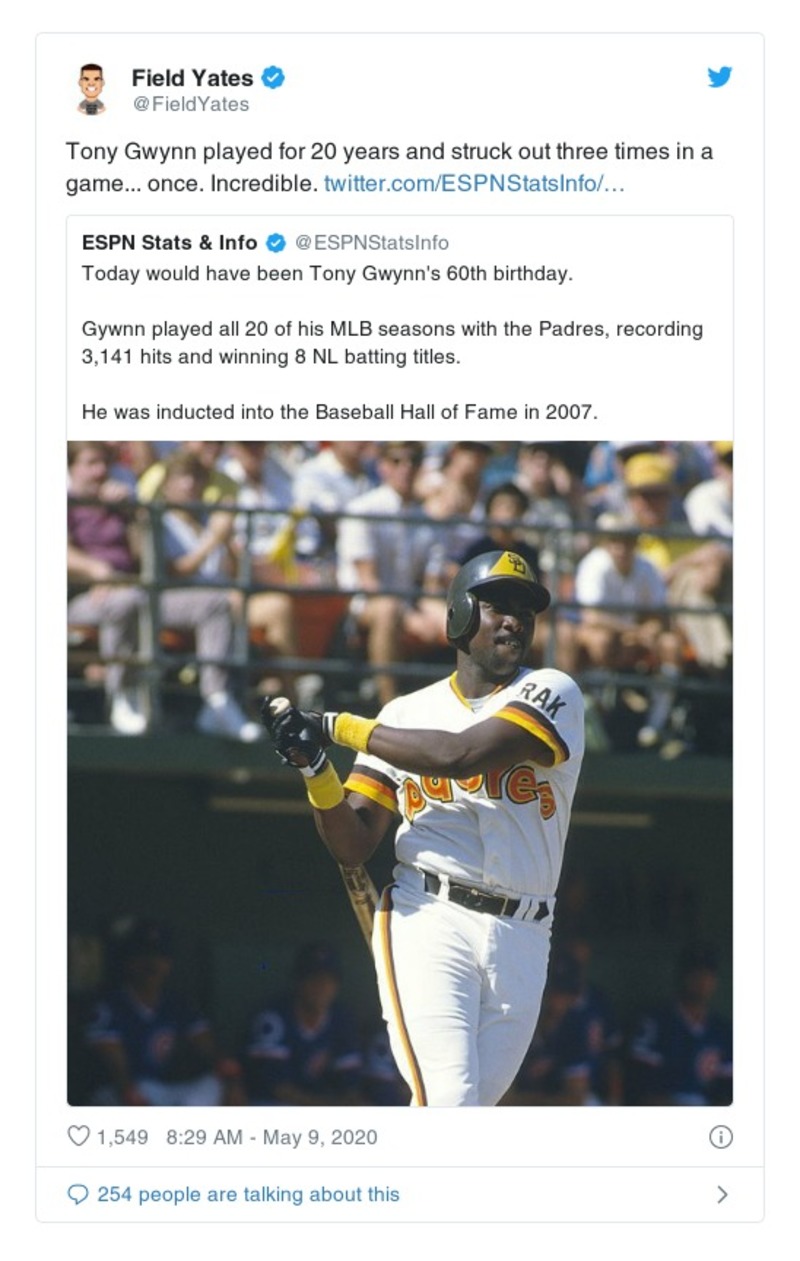 Field Yates
@FieldYates
Tony Gwynn played for 20 years and struck out three times in a
game... once. Incredible. twitter.com/ESPNStatsInfo/...
ESPN Stats & Info @ESPNStatsInfo
Today would have been Tony Gwynn's 60th birthday.
Gywnn played all 20 of his MLB seasons with the Padres, recording
3,141 hits and winning 8 NL batting titles.
He was inducted into the Baseball Hall of Fame in 2007.
SD
RAK
padres
1,549 8:29 AM - May 9, 2020
254 people are talking about this